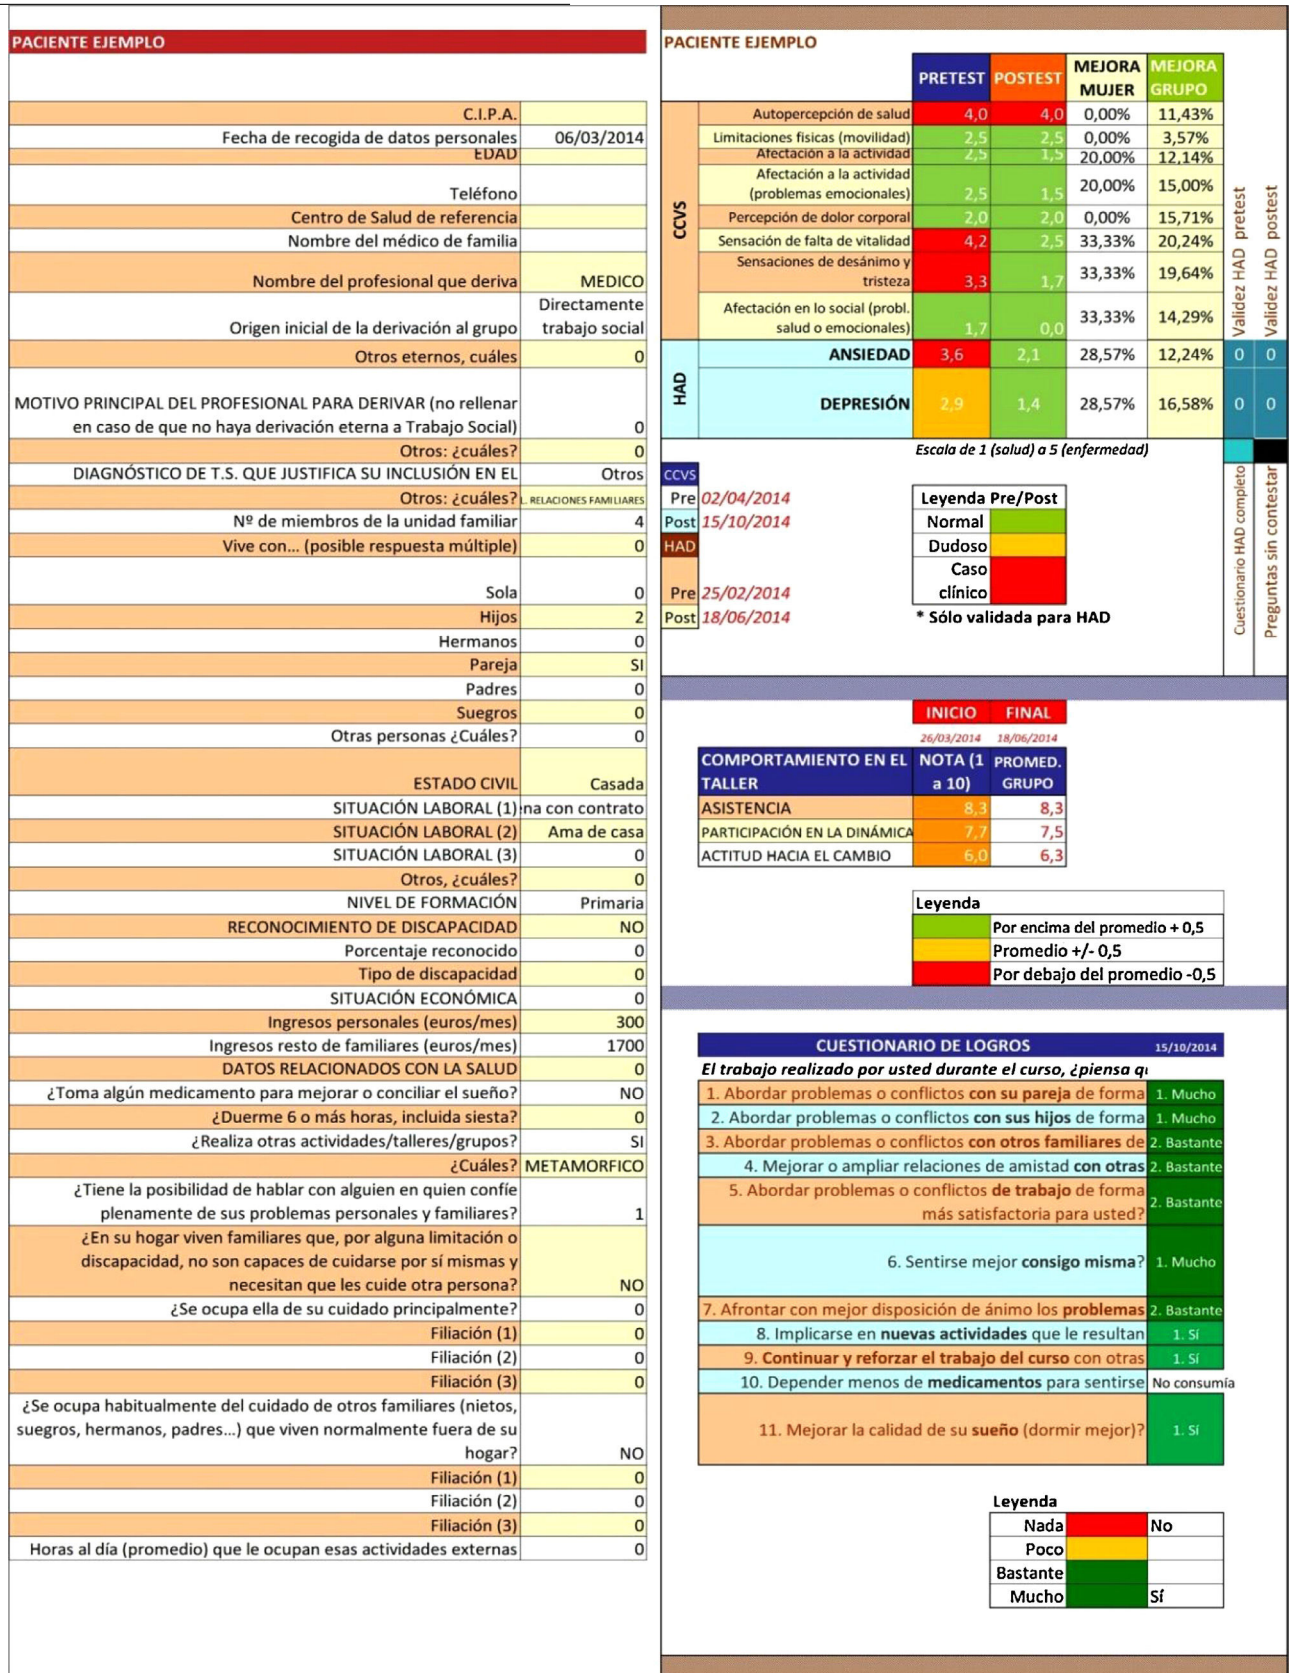 PACIENTE EJEMPLO
C.I.P.A.
Fecha de recogida de datos personales 06/03/2014
EDAD
Teléfono
Centro de Salud de referencia
Nombre del médico de familia
Nombre del profesional que deriva MEDICO
Directamente
Origen inicial de la derivación al grupo trabajo social
Otros eternos, cuáles 0
MOTIVO PRINCIPAL DEL PROFESIONAL PARA DERIVAR (no rellenar
en caso de que no haya derivación eterna a Trabajo Social) 0
Otros: ¿cuáles? 0
DIAGNÓSTICO DE T.S. QUE JUSTIFICA SU INCLUSIÓN EN EL Otros
Otros: ¿cuáles? . RELACIONES FAMILIARES
Nº de miembros de la unidad familiar 4
Vive con... (posible respuesta múltiple) 0
Sola 0
Hijos 2
Hermanos 0
Pareja SI
Padres 0
Suegros 0
Otras personas ¿Cuáles? 0
ESTADO CIVIL Casada
SITUACIÓN LABORAL (1) na con contrato
SITUACIÓN LABORAL (2) Ama de casa
SITUACIÓN LABORAL (3) 0
Otros, ¿cuáles? 0
NIVEL DE FORMACIÓN Primaria
RECONOCIMIENTO DE DISCAPACIDAD NO
Porcentaje reconocido 0
Tipo de discapacidad 0
SITUACIÓN ECONÓMICA 0
Ingresos personales (euros/mes) 300
Ingresos resto de familiares (euros/mes) 1700
DATOS RELACIONADOS CON LA SALUD 0
¿Toma algún medicamento para mejorar o conciliar el sueño? NO
¿Duerme 6 o más horas, incluida siesta? 0
¿Realiza otras actividades/talleres/grupos? SI
¿Cuáles? METAMORFICO
¿Tiene la posibilidad de hablar con alguien en quien confíe
plenamente de sus problemas personales y familiares? 1
¿En su hogar viven familiares que, por alguna limitación o
discapacidad, no son capaces de cuidarse por sí mismas y
necesitan que les cuide otra persona? NO
¿Se ocupa ella de su cuidado principalmente? 0
Filiación (1) 0
Filiación (2) 0
Filiación (3) 0
¿Se ocupa habitualmente del cuidado de otros familiares (nietos,
suegros, hermanos, padres...) que viven normalmente fuera de su
hogar? NO
Filiación (1) 0
Filiación (2) 0
Filiación (3) 0
Horas al día (promedio) que le ocupan esas actividades externas 0
PACIENTE EJEMPLO
PRETEST POSTEST MEJORA MUJER MEJORA GRUPO
CCVS
Autopercepción de salud 4,0 4,0 0,00% 11,43%
Limitaciones físicas (movilidad) 2,5 2,5 0,00% 3,57%
Afectación a la actividad 2,5 1,5 20,00% 12,14%
Afectación a la actividad
(problemas emocionales) 2,5 1,5 20,00% 15,00%
Percepción de dolor corporal 2,0 2,0 0,00% 15,71%
Sensación de falta de vitalidad 4,2 2,5 33,33% 20,24%
Sensaciones de desánimo y
tristeza 3,3 1,7 33,33% 19,64%
Afectación en lo social (probl.
salud o emocionales) 1,7 0,0 33,33% 14,29%
HAD
ANSIEDAD 3,6 2,1 28,57% 12,24% 0 0
DEPRESIÓN 2,9 1,4 28,57% 16,58% 0 0
Validez HAD pretest
Validez HAD postest
Escala de 1 (salud) a 5 (enfermedad)
CCVS
Pre 02/04/2014
Post 15/10/2014
HAD
Pre 25/02/2014
Post 18/06/2014
Leyenda Pre/Post
Normal
Dudoso
Caso
clínico
* Sólo validada para HAD
Cuestionario HAD completo
Preguntas sin contestar
INICIO FINAL
26/03/2014 18/06/2014
COMPORTAMIENTO EN EL TALLER NOTA (1 a 10) PROMED. GRUPO
ASISTENCIA 8,3 8,3
PARTICIPACIÓN EN LA DINÁMICA 7,7 7,5
ACTITUD HACIA EL CAMBIO 6,0 6,3
Leyenda
Por encima del promedio + 0,5
Promedio +/- 0,5
Por debajo del promedio -0,5
CUESTIONARIO DE LOGROS 15/10/2014
El trabajo realizado por usted durante el curso, ¿piensa q
1. Abordar problemas o conflictos con su pareja de forma 1. Mucho
2. Abordar problemas o conflictos con sus hijos de forma 1. Mucho
3. Abordar problemas o conflictos con otros familiares de 2. Bastante
4. Mejorar o ampliar relaciones de amistad con otras 2. Bastante
5. Abordar problemas o conflictos de trabajo de forma
más satisfactoria para usted? 2. Bastante
6. Sentirse mejor consigo misma? 1. Mucho
7. Afrontar con mejor disposición de ánimo los problemas 2. Bastante
8. Implicarse en nuevas actividades que le resultan 1. Sí
9. Continuar y reforzar el trabajo del curso con otras 1. Sí
10. Depender menos de medicamentos para sentirse No consumía
11. Mejorar la calidad de su sueño (dormir mejor)? 1. Sí
Leyenda
Nada No
Poco
Bastante
Mucho Sí